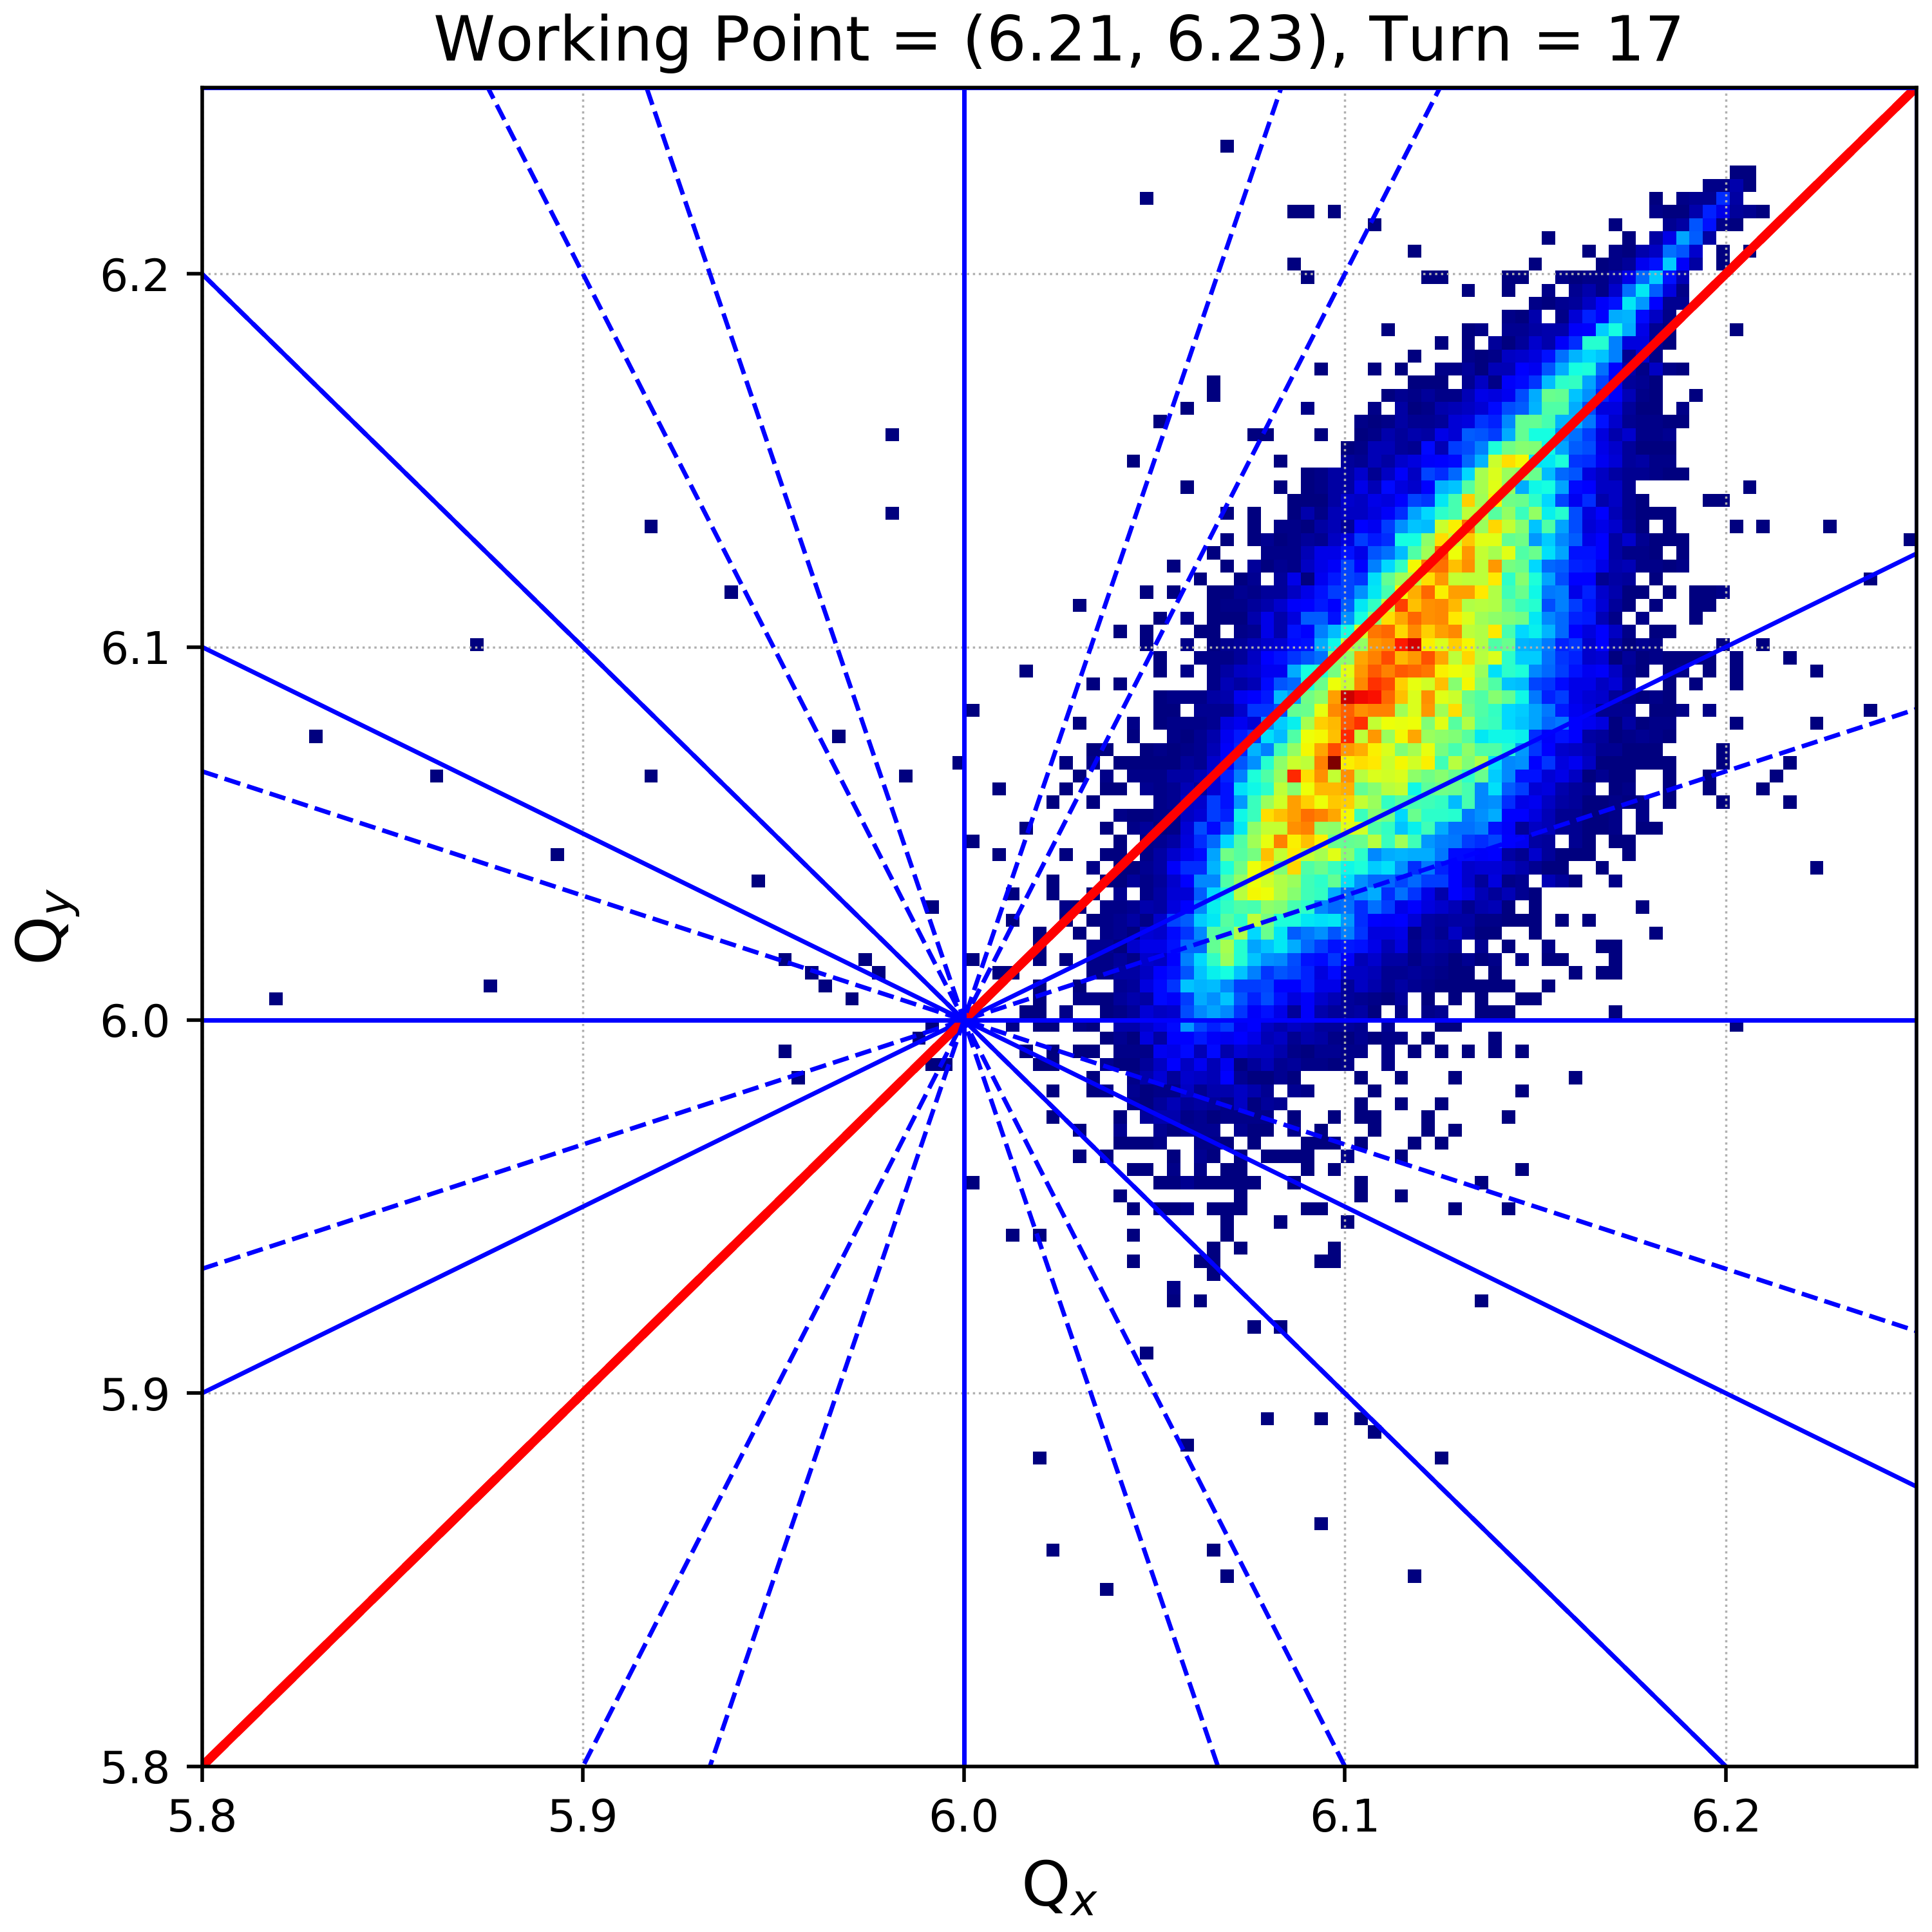 Working Point = (6.21, 6.23), Turn = 17
6.2
6.1
6.0
5.9
5.8
Qy
5.8 5.9 6.0 6.1 6.2
Qx